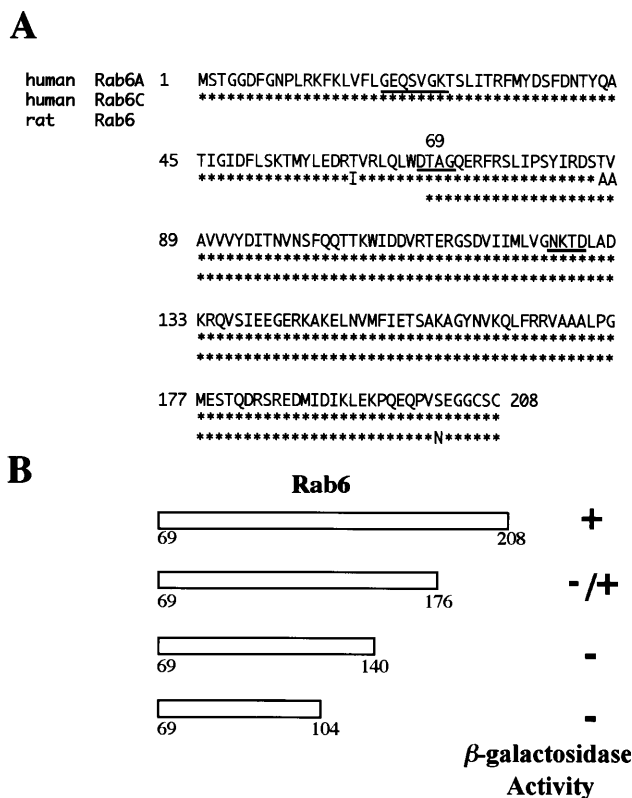 A
human Rab6A 1 MSTGGDFGNPLRKFKLVFLGEQSVGKTSLITRFMYDSFDNTYQA
human Rab6C ********************************************
rat Rab6
69
45 TIGIDFLSKTMYLEDRTVRLQLWDTAGQERFRSLIPSYIRDSTV
****************I*************************AA
********************
89 AVVVYDITNVNSFQQTTKWIDDVRTERGSDVIIMLVGNKTDLAD
********************************************
********************************************
133 KRQVSIEEGERKAKELNVMFIETSAKAGYNVKQLFRRVAAALPG
********************************************
********************************************
177 MESTQDRSREDMIDIKLEKPQEQPVSEGGCSC 208
********************************
*************************N******
B
Rab6
69 208 +
69 176 -/+
69 140 -
69 104 -
β-galactosidase
Activity